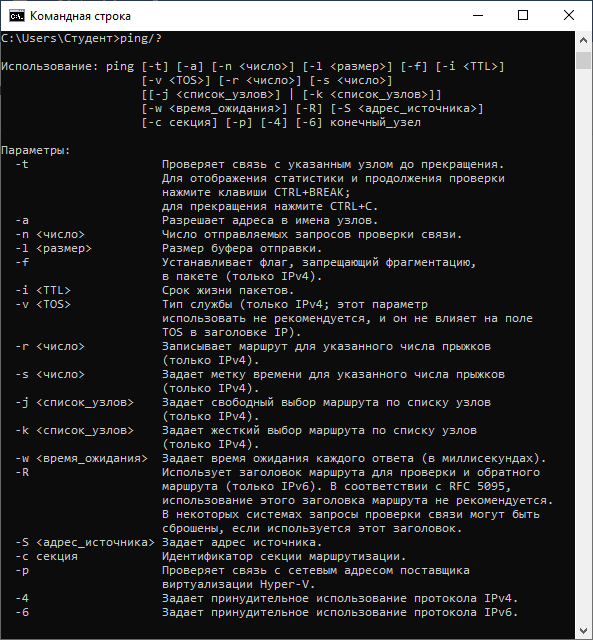 Командная строка
C:\Users\Студент>ping/?
Использование: ping [-t] [-a] [-n <число>] [-l <размер>] [-f] [-i <TTL>]
[-v <TOS>] [-r <число>] [-s <число>]
[[-j <список_узлов>] | [-k <список_узлов>]]
[-w <время_ожидания>] [-R] [-S <адрес_источника>]
[-c секция] [-p] [-4] [-6] конечный_узел
Параметры:
-t Проверяет связь с указанным узлом до прекращения.
Для отображения статистики и продолжения проверки
нажмите клавиши CTRL+BREAK;
для прекращения нажмите CTRL+C.
-a Разрешает адреса в имена узлов.
-n <число> Число отправляемых запросов проверки связи.
-l <размер> Размер буфера отправки.
-f Устанавливает флаг, запрещающий фрагментацию,
в пакете (только IPv4).
-i <TTL> Срок жизни пакетов.
-v <TOS> Тип службы (только IPv4; этот параметр
использовать не рекомендуется, и он не влияет на поле
TOS в заголовке IP).
-r <число> Записывает маршрут для указанного числа прыжков
(только IPv4).
-s <число> Задает метку времени для указанного числа прыжков
(только IPv4).
-j <список_узлов> Задает свободный выбор маршрута по списку узлов
(только IPv4).
-k <список_узлов> Задает жесткий выбор маршрута по списку узлов
(только IPv4).
-w <время_ожидания> Задает время ожидания каждого ответа (в миллисекундах).
-R Использует заголовок маршрута для проверки и обратного
маршрута (только IPv6). В соответствии с RFC 5095,
использование этого заголовка маршрута не рекомендуется.
В некоторых системах запросы проверки связи могут быть
сброшены, если используется этот заголовок.
-S <адрес_источника> Задает адрес источника.
-c секция Идентификатор секции маршрутизации.
-p Проверяет связь с сетевым адресом поставщика
виртуализации Hyper-V.
-4 Задает принудительное использование протокола IPv4.
-6 Задает принудительное использование протокола IPv6.